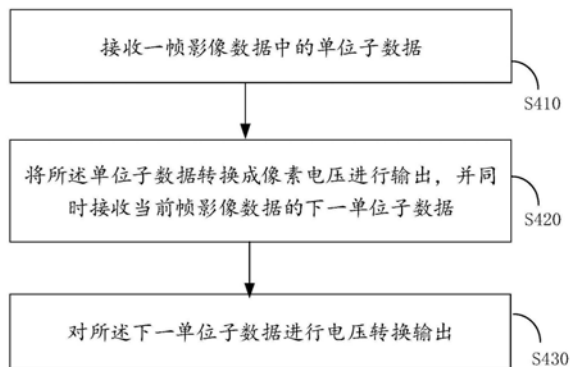 接收一帧影像数据中的单位子数据
S410
将所述单位子数据转换成像素电压进行输出，并同
时接收当前帧影像数据的下一单位子数据
S420
对所述下一单位子数据进行电压转换输出
S430